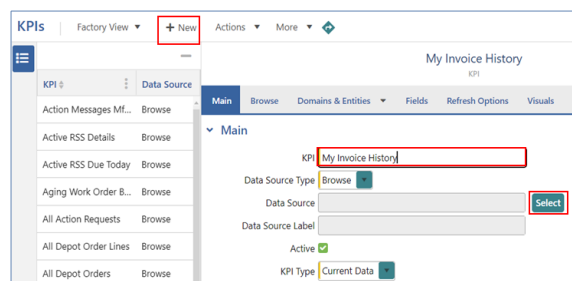 KPIs Factory View + New Actions More
My Invoice History
KPI
KPI Data Source
Main Browse Domains & Entities Fields Refresh Options Visuals
Action Messages Mf... Browse
Main
Active RSS Details Browse
KPI My Invoice History
Active RSS Due Today Browse
Data Source Type Browse
Aging Work Order B... Browse
Data Source Select
All Action Requests Browse
Data Source Label
All Depot Order Lines Browse
Active
All Depot Orders Browse
KPI Type Current Data